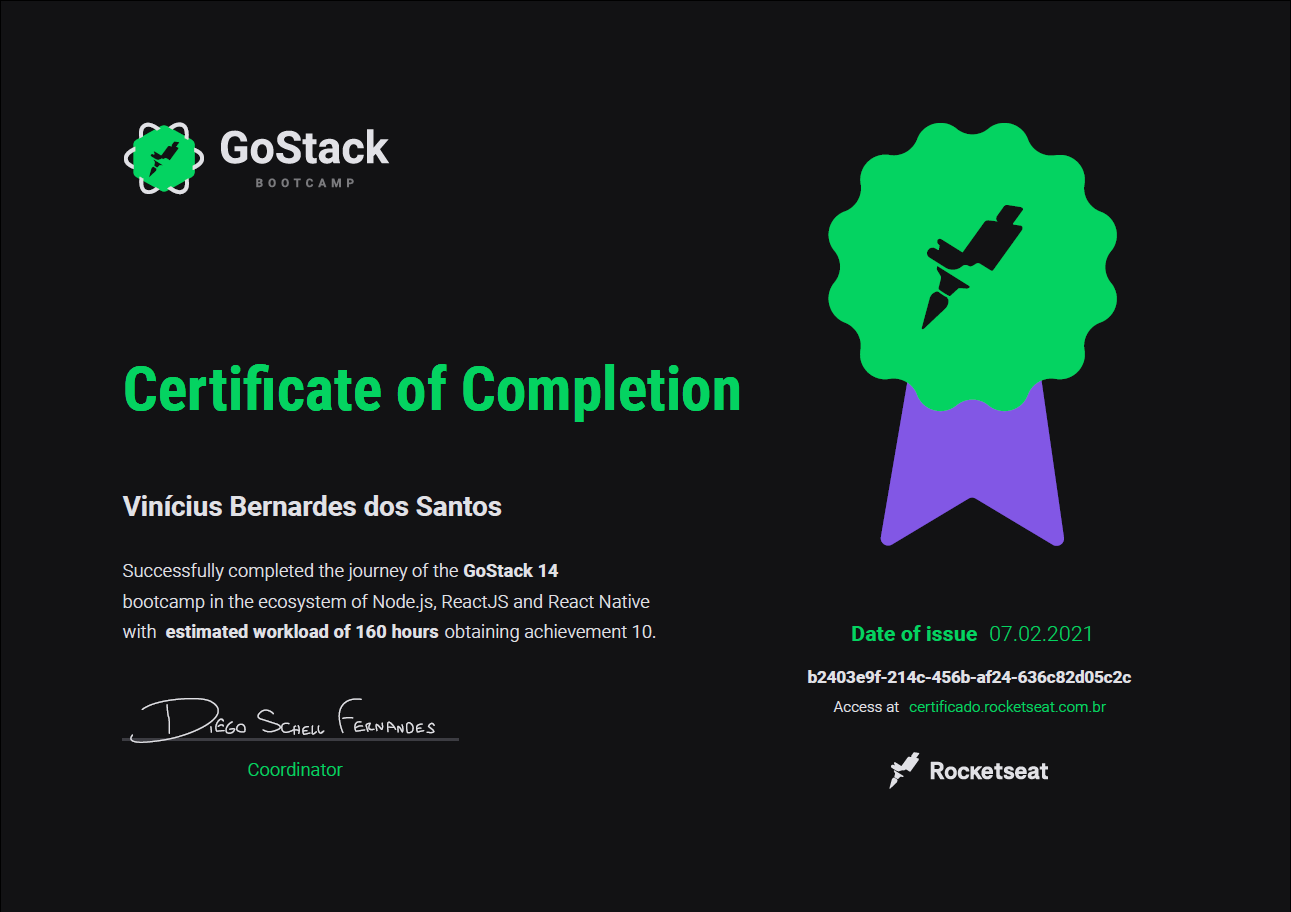 GoStack
BOOTCAMP
Certificate of Completion
Vinícius Bernardes dos Santos
Successfully completed the journey of the GoStack 14
bootcamp in the ecosystem of Node.js, ReactJS and React Native
with estimated workload of 160 hours obtaining achievement 10.
Diego Schell Fernandes
Coordinator
Date of issue 07.02.2021
b2403e9f-214c-456b-af24-636c82d05c2c
Access at certificado.rocketseat.com.br
Rocketseat